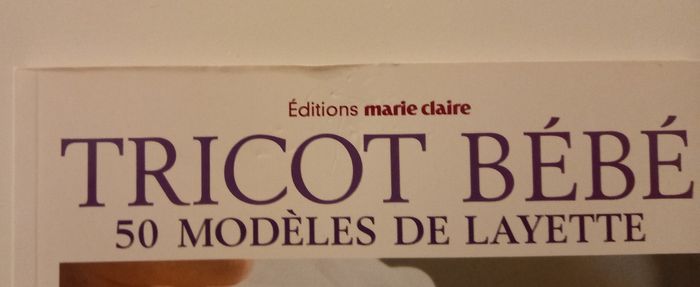 Éditions marie claire
TRICOT BÉBÉ
50 MODÈLES DE LAYETTE